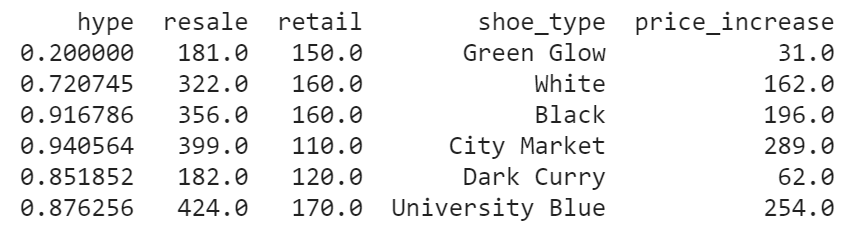 hype resale retail shoe_type price_increase
0.200000 181.0 150.0 Green Glow 31.0
0.720745 322.0 160.0 White 162.0
0.916786 356.0 160.0 Black 196.0
0.940564 399.0 110.0 City Market 289.0
0.851852 182.0 120.0 Dark Curry 62.0
0.876256 424.0 170.0 University Blue 254.0